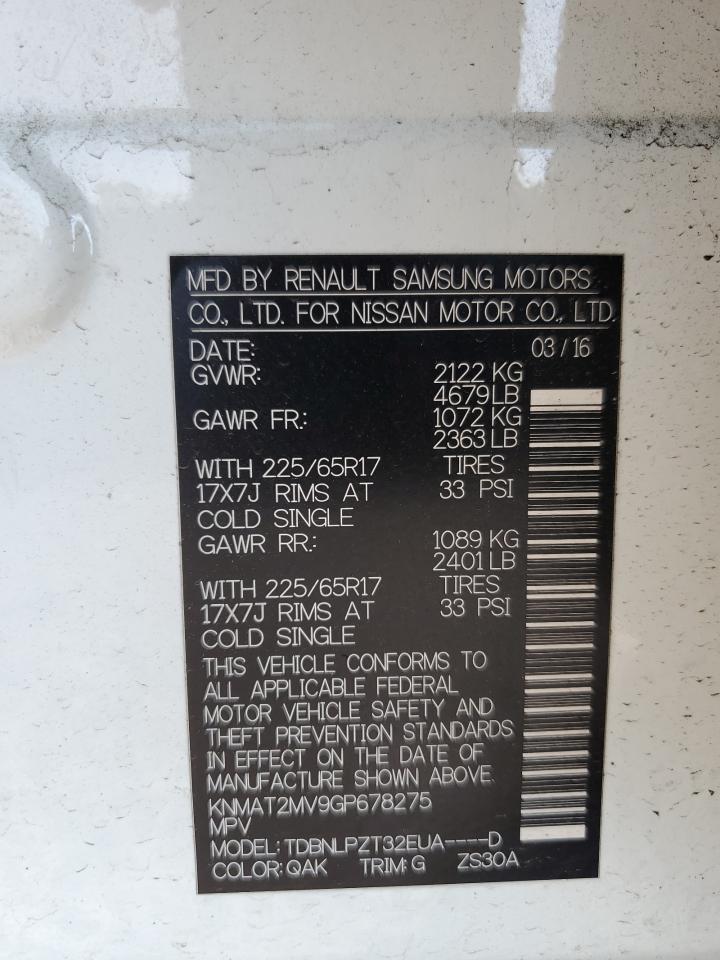 MFD BY RENAULT SAMSUNG MOTORS
CO., LTD. FOR NISSAN MOTOR CO., LTD.
DATE: 03 / 16
GVWR: 2122 KG
4679 LB
GAWR FR.: 1072 KG
2363 LB
WITH 225/65R17 TIRES
17X7J RIMS AT 33 PSI
COLD SINGLE
GAWR RR.: 1089 KG
2401 LB
WITH 225/65R17 TIRES
17X7J RIMS AT 33 PSI
COLD SINGLE
THIS VEHICLE CONFORMS TO
ALL APPLICABLE FEDERAL
MOTOR VEHICLE SAFETY AND
THEFT PREVENTION STANDARDS
IN EFFECT ON THE DATE OF
MANUFACTURE SHOWN ABOVE.
KNMAT2MV9GP678275
MPV
MODEL: TDBNLPZT32EUA----D
COLOR: QAK TRIM: G ZS30A